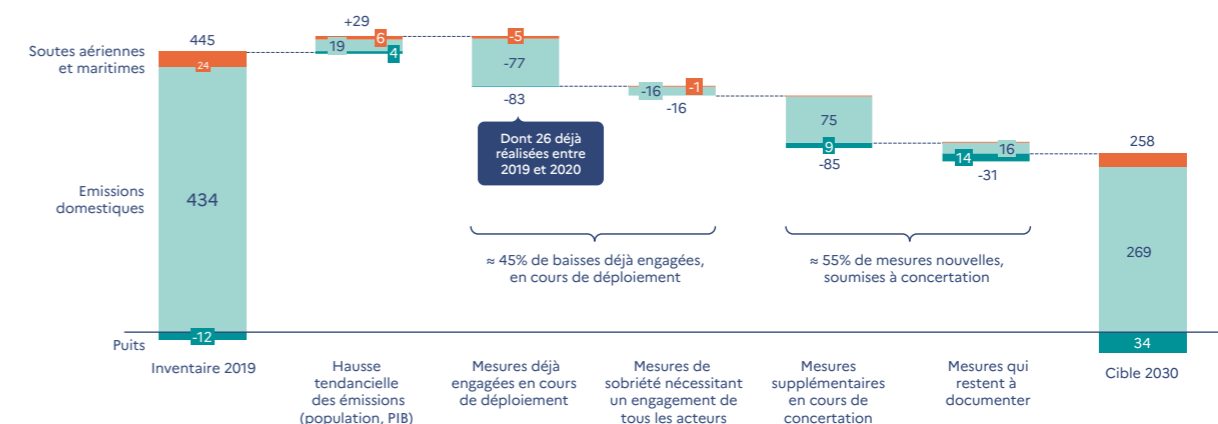 +29
445
Soutes aériennes
et maritimes
24
19
6
4
-5
-77
-83
Dont 26 déjà
réalisées entre
2019 et 2020
-16
-1
-16
75
9
-85
16
14
-31
258
Emissions
domestiques
434
269
≈ 45% de baisses déjà engagées,
en cours de déploiement
≈ 55% de mesures nouvelles,
soumises à concertation
Puits
-12
34
Inventaire 2019
Hausse
tendancielle
des émissions
(population, PIB)
Mesures déjà
engagées en cours
de déploiement
Mesures de
sobriété nécessitant
un engagement de
tous les acteurs
Mesures
supplémentaires
en cours de
concertation
Mesures qui
restent à
documenter
Cible 2030